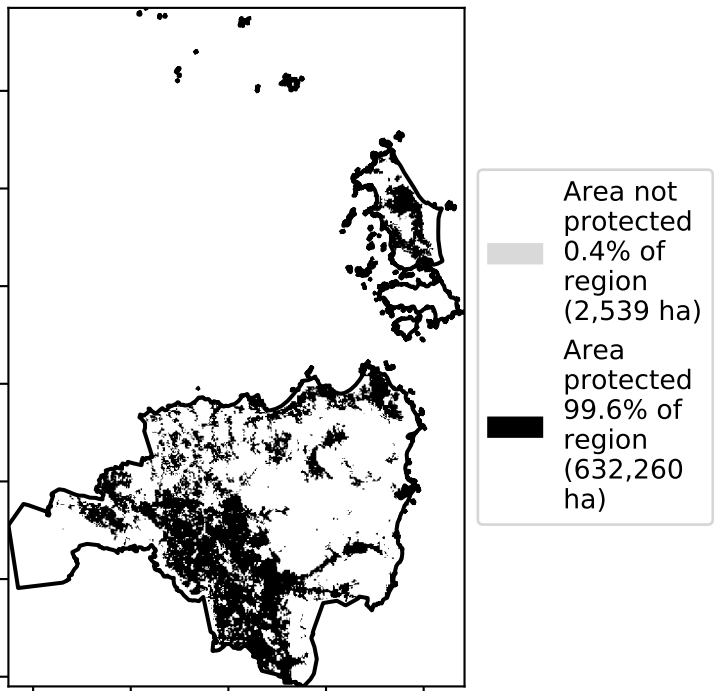 Area not
protected
0.4% of
region
(2,539 ha)
Area
protected
99.6% of
region
(632,260
ha)